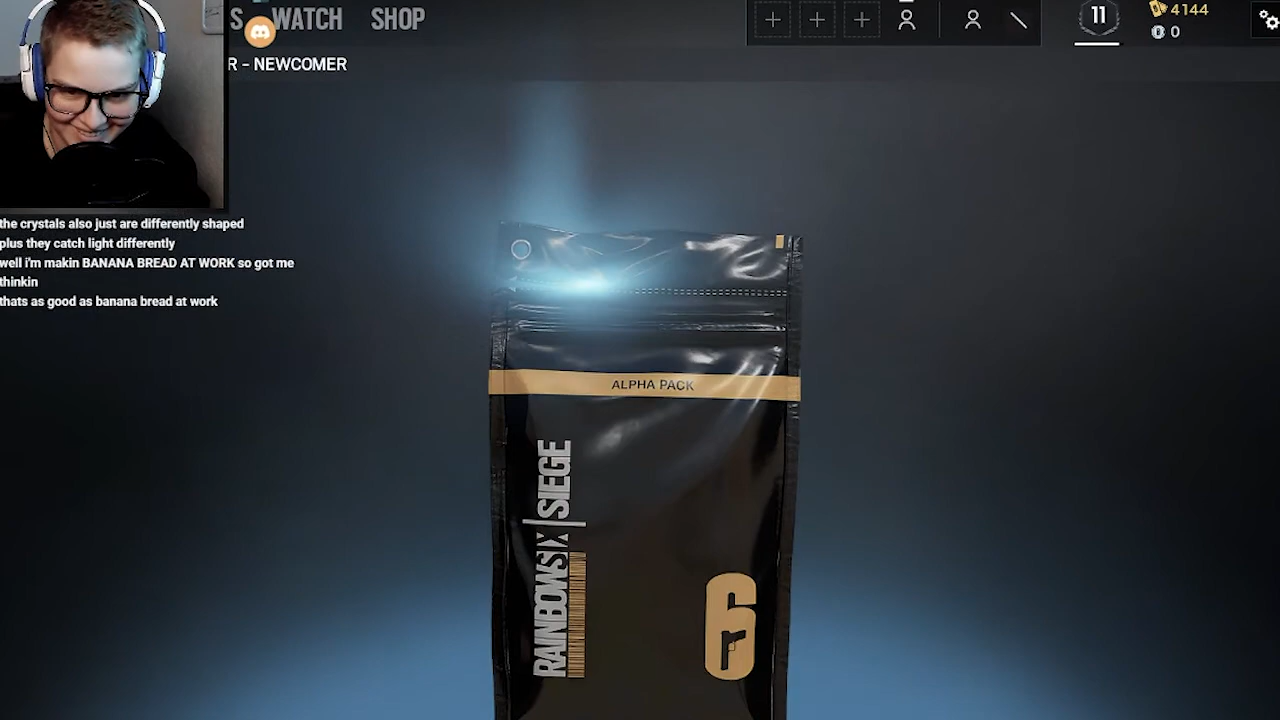 S WATCH SHOP
11
4144
0
R - NEWCOMER
the crystals also just are differently shaped
plus they catch light differently
well i'm makin BANANA BREAD AT WORK so got me
thinkin
thats as good as banana bread at work
ALPHA PACK
RAINBOWSIX|SIEGE
6